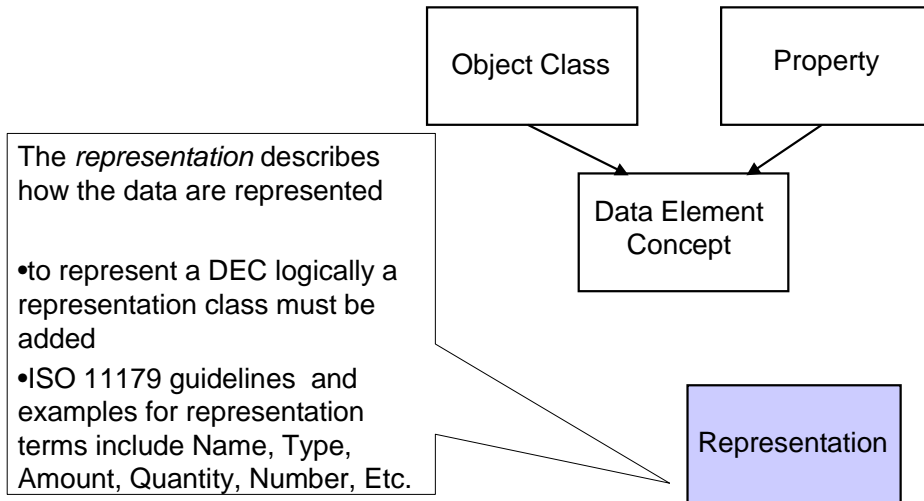 Object Class
Property
The representation describes
how the data are represented
Data Element
Concept
•to represent a DEC logically a
representation class must be
added
•ISO 11179 guidelines  and
examples for representation
terms include Name, Type,
Amount, Quantity, Number, Etc.
Representation